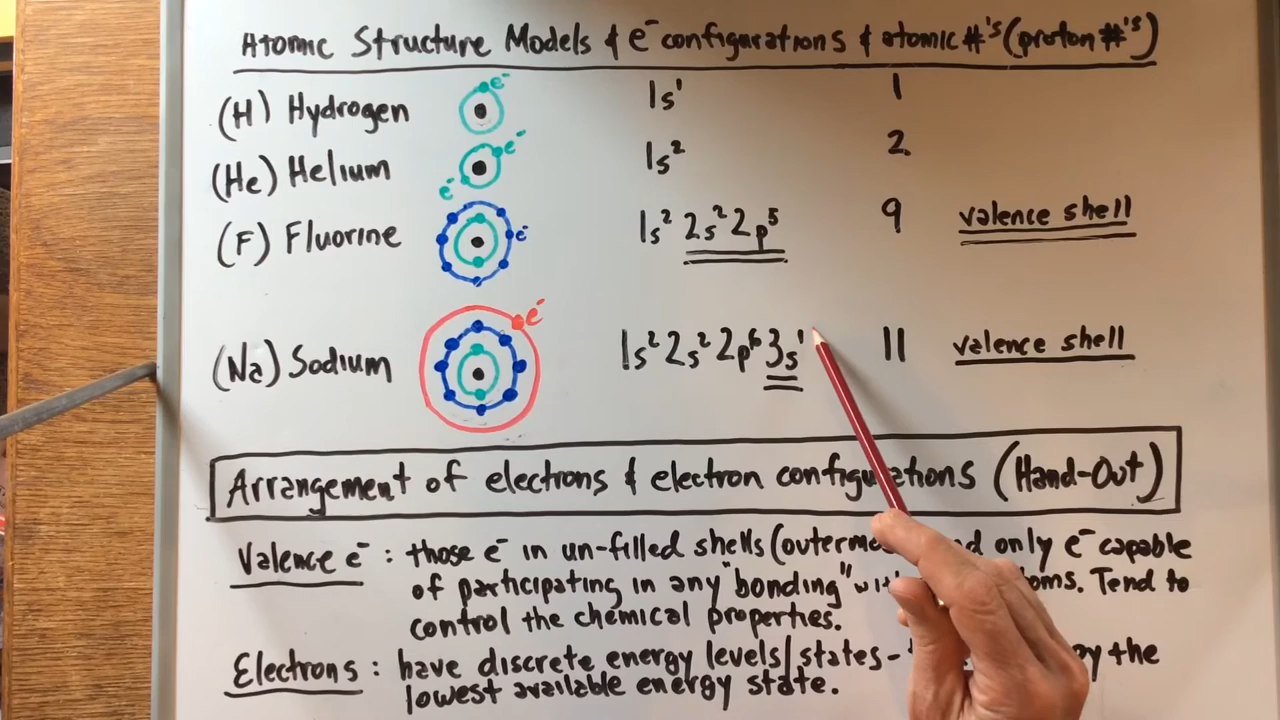 Atomic Structure Models & e⁻ configurations & atomic #'s (proton #'s)
(H) Hydrogen e⁻ 1s¹ 1
(He) Helium e⁻ e⁻ 1s² 2
(F) Fluorine e⁻ 1s² 2s² 2p⁵ 9 valence shell
(Na) Sodium e⁻ 1s² 2s² 2p⁶ 3s¹ 11 valence shell
Arrangement of electrons & electron configurations (Hand-Out)
Valence e⁻ : those e⁻ in un-filled shells (outermo only e⁻ capable
of participating in any "bonding" Tend to
control the chemical properties.
Electrons : have discrete energy levels/states - the
lowest available energy state.